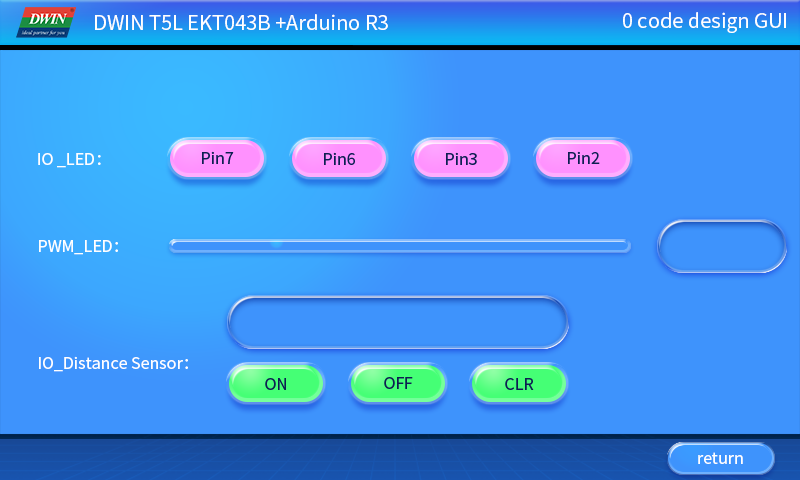 DWIN
ideal partner for you
DWIN T5L EKT043B +Arduino R3
0 code design GUI
IO _LED:
Pin7
Pin6
Pin3
Pin2
PWM_LED:
IO_Distance Sensor:
ON
OFF
CLR
return